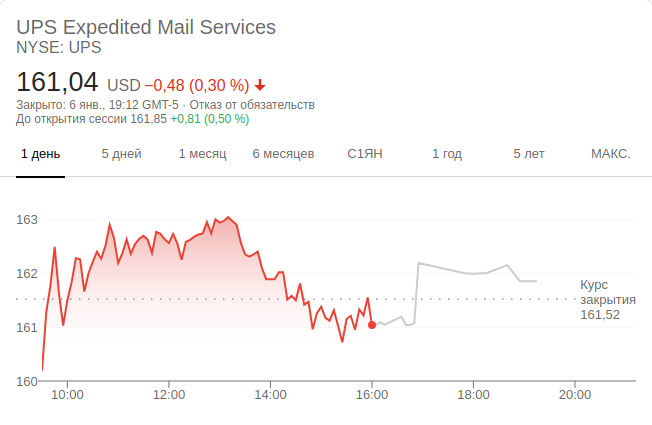 UPS Expedited Mail Services
NYSE: UPS
161,04 USD −0,48 (0,30 %)
Закрыто: 6 янв., 19:12 GMT-5 · Отказ от обязательств
До открытия сессии 161,85 +0,81 (0,50 %)
1 день 5 дней 1 месяц 6 месяцев С1ЯН 1 год 5 лет МАКС.
163
162
Курс
закрытия
161,52
161
160
10:00 12:00 14:00 16:00 18:00 20:00